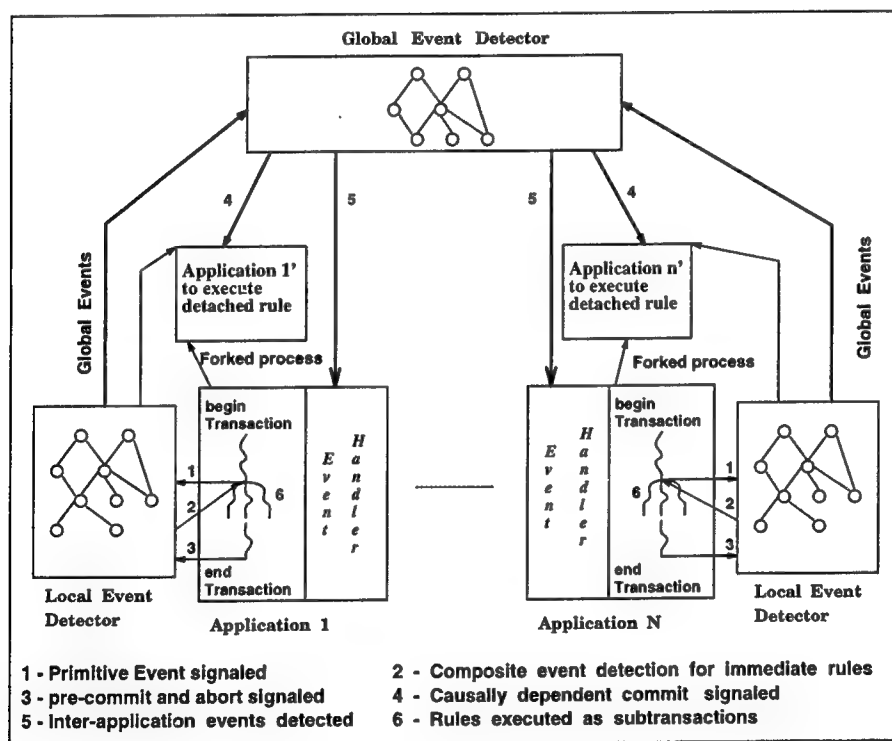 Global Event Detector
4
5
5
4
Global Events
Global Events
Application 1'
to execute
detached rule
Application n'
to execute
detached rule
Forked process
Forked process
begin
Transaction
Event
Handler
1
2
3
6
end
Transaction
Event
Handler
begin
Transaction
6
1
2
3
end
Transaction
Local Event
Detector
Application 1
Application N
Local Event
Detector
1 - Primitive Event signaled
2 - Composite event detection for immediate rules
3 - pre-commit and abort signaled
4 - Causally dependent commit signaled
5 - Inter-application events detected
6 - Rules executed as subtransactions